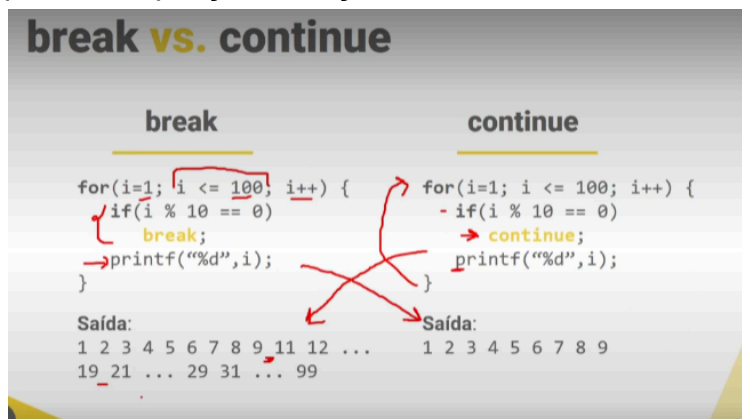 break vs. continue
break
for(i=1; i <= 100; i++) {
if(i % 10 == 0)
break;
printf(“%d”,i);
}
Saída:
1 2 3 4 5 6 7 8 9 11 12 ...
19 21 ... 29 31 ... 99
continue
for(i=1; i <= 100; i++) {
if(i % 10 == 0)
continue;
printf(“%d”,i);
}
Saída:
1 2 3 4 5 6 7 8 9